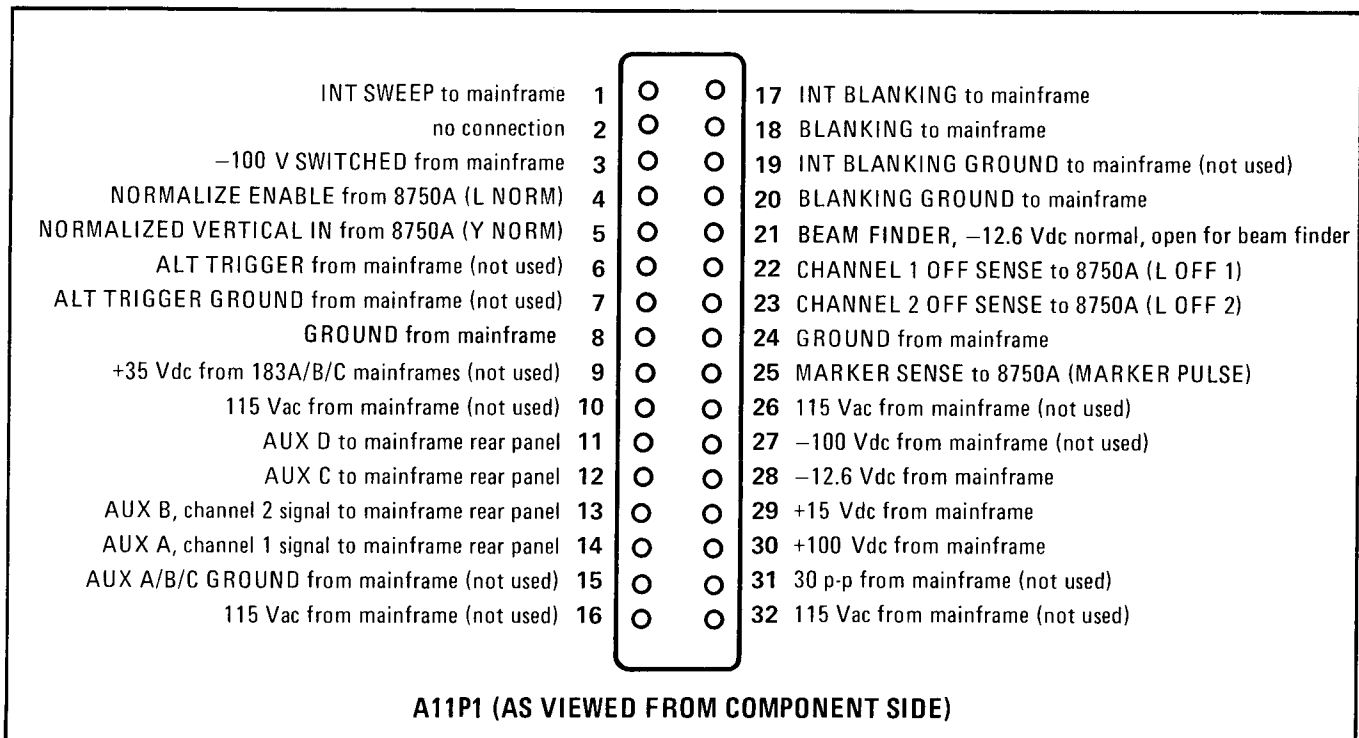 INT SWEEP to mainframe 1
no connection 2
−100 V SWITCHED from mainframe 3
NORMALIZE ENABLE from 8750A (L NORM) 4
NORMALIZED VERTICAL IN from 8750A (Y NORM) 5
ALT TRIGGER from mainframe (not used) 6
ALT TRIGGER GROUND from mainframe (not used) 7
GROUND from mainframe 8
+35 Vdc from 183A/B/C mainframes (not used) 9
115 Vac from mainframe (not used) 10
AUX D to mainframe rear panel 11
AUX C to mainframe rear panel 12
AUX B, channel 2 signal to mainframe rear panel 13
AUX A, channel 1 signal to mainframe rear panel 14
AUX A/B/C GROUND from mainframe (not used) 15
115 Vac from mainframe (not used) 16
17 INT BLANKING to mainframe
18 BLANKING to mainframe
19 INT BLANKING GROUND to mainframe (not used)
20 BLANKING GROUND to mainframe
21 BEAM FINDER, −12.6 Vdc normal, open for beam finder
22 CHANNEL 1 OFF SENSE to 8750A (L OFF 1)
23 CHANNEL 2 OFF SENSE to 8750A (L OFF 2)
24 GROUND from mainframe
25 MARKER SENSE to 8750A (MARKER PULSE)
26 115 Vac from mainframe (not used)
27 −100 Vdc from mainframe (not used)
28 −12.6 Vdc from mainframe
29 +15 Vdc from mainframe
30 +100 Vdc from mainframe
31 30 p-p from mainframe (not used)
32 115 Vac from mainframe (not used)
A11P1 (AS VIEWED FROM COMPONENT SIDE)